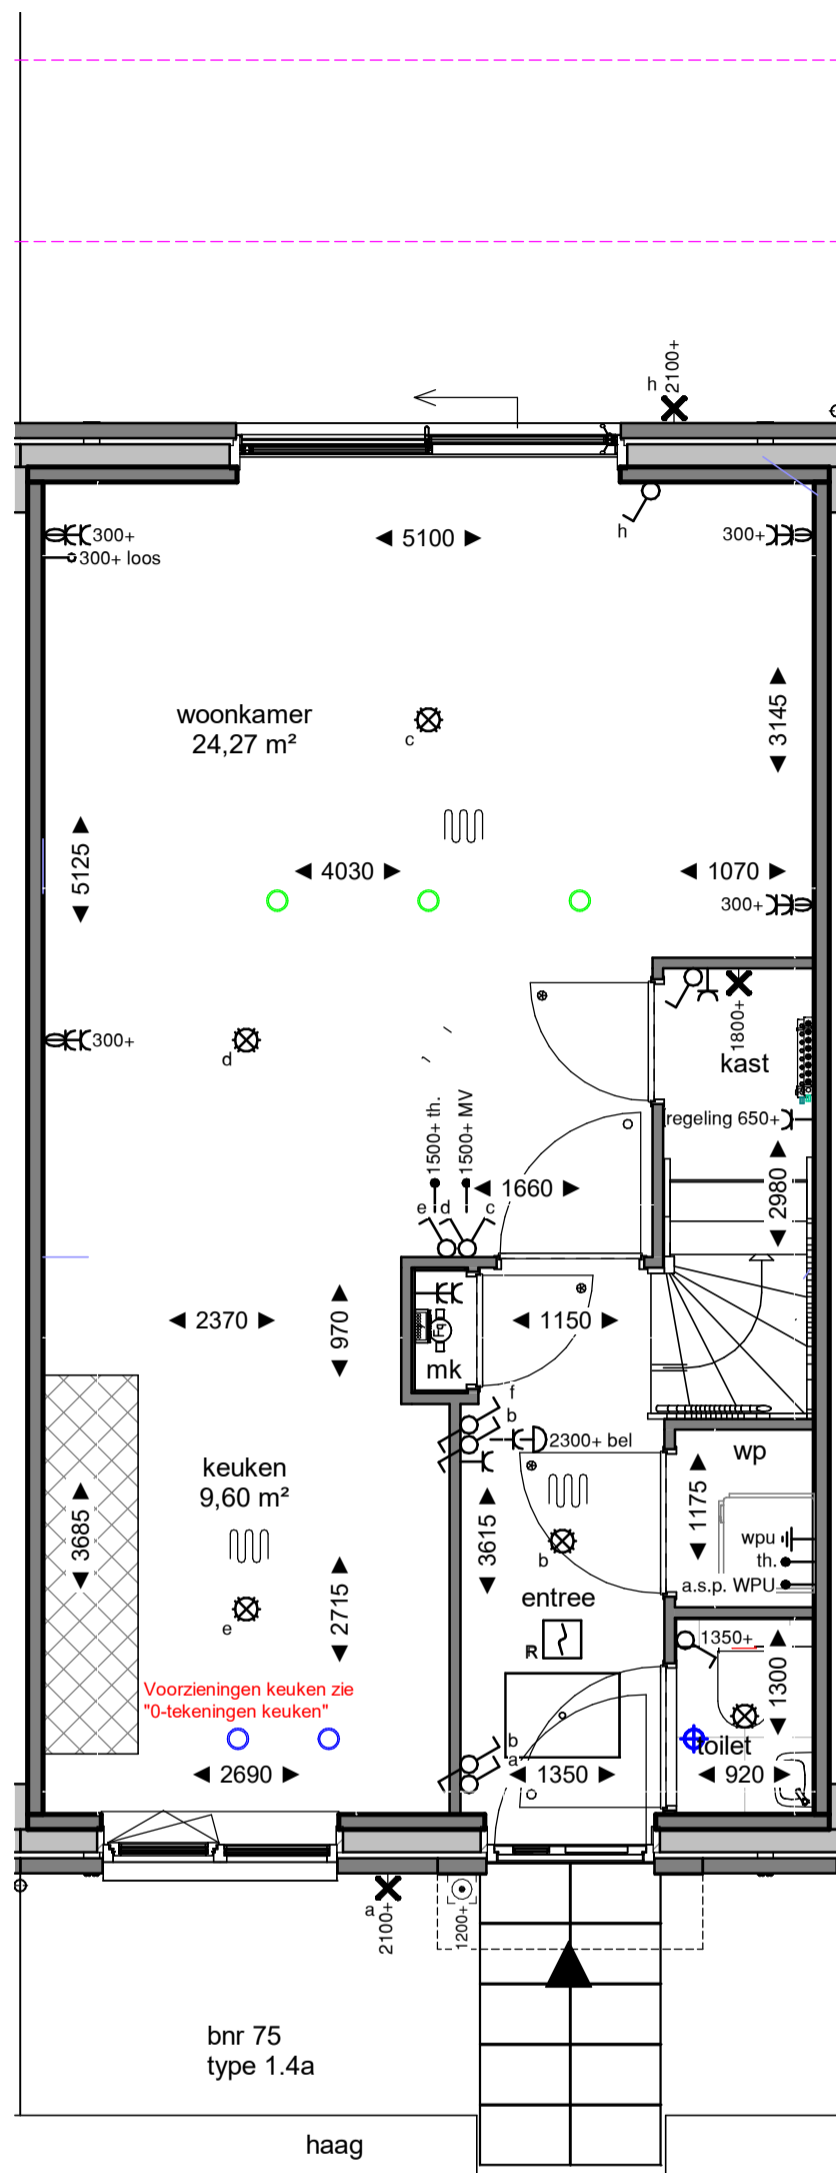 h
2100+
300+
5100
h
300+
300+ loos
3145
woonkamer
24,27 m²
c
5125
4030
1070
300+
300+
d
1800+
kast
1500+ th.
1500+ MV
regeling 650+
2980
1660
e
d
c
2370
970
1150
mk
f
b
2300+ bel
wp
keuken
9,60 m²
3685
3615
1175
wpu
th.
a.s.p. WPU
b
2715
entree
e
R
1350+
1300
Voorzieningen keuken zie
"0-tekeningen keuken"
toilet
b
a
2690
1350
920
a
2100+
1200+
bnr 75
type 1.4a
haag